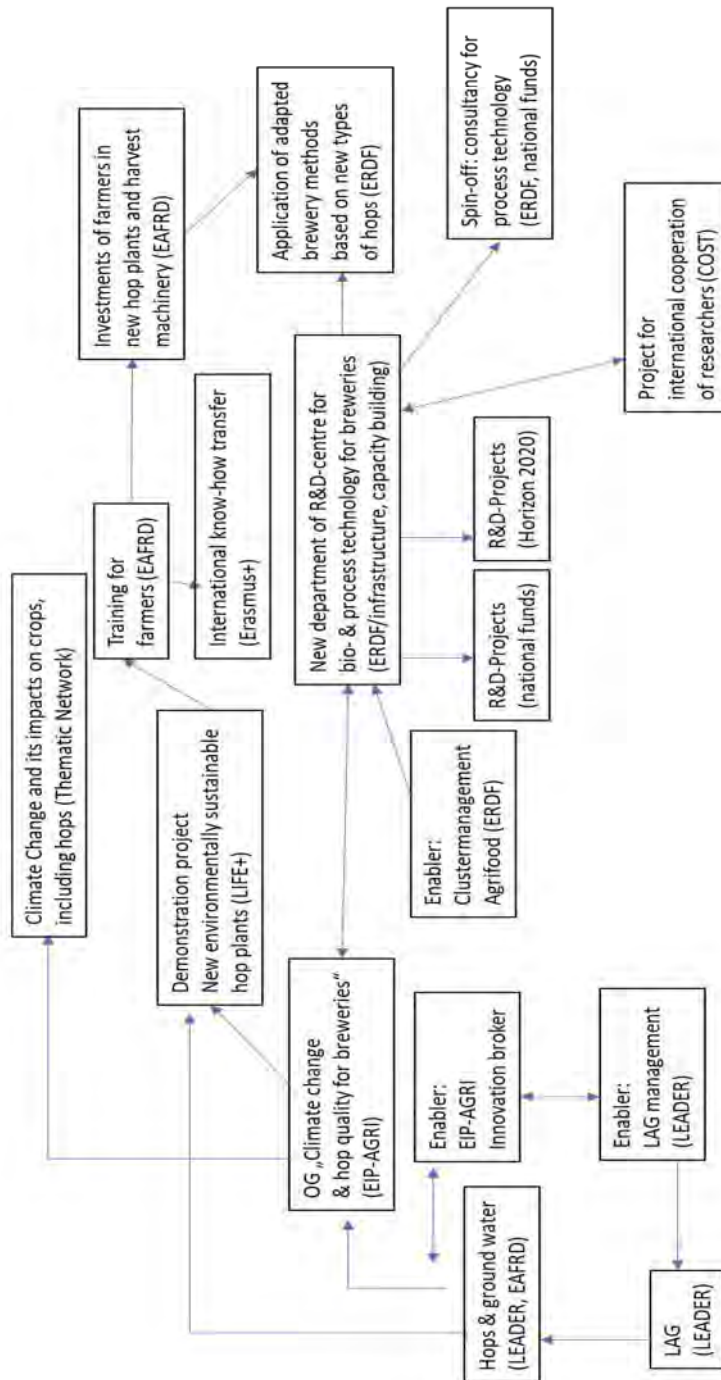 Climate Change and its impacts on crops,
including hops (Thematic Network)
Investments of farmers in
new hop plants and harvest
machinery (EAFRD)
Training for
farmers (EAFRD)
Demonstration project
New environmentally sustainable
hop plants (LIFE+)
International know-how transfer
(Erasmus+)
Application of adapted
brewery methods
based on new types
of hops (ERDF)
OG „Climate change
& hop quality for breweries“
(EIP-AGRI)
New department of R&D-centre for
bio- & process technology for breweries
(ERDF/infrastructure, capacity building)
Spin-off: consultancy for
process technology
(ERDF, national funds)
Enabler:
Clustermanagement
Agrifood (ERDF)
Hops & ground water
(LEADER, EAFRD)
Enabler:
EIP-AGRI
Innovation broker
R&D-Projects
(national funds)
R&D-Projects
(Horizon 2020)
Project for
international cooperation
of researchers (COST)
LAG
(LEADER)
Enabler:
LAG management
(LEADER)